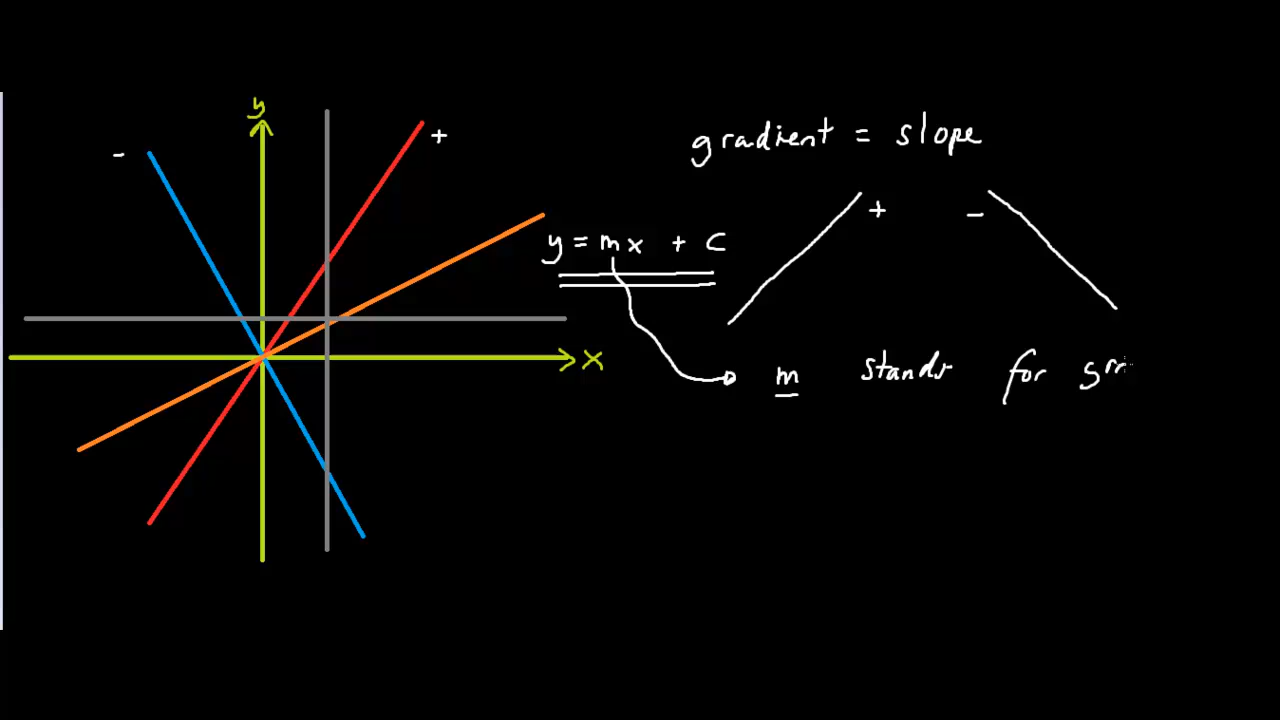 y
-
+
gradient = slope
+ -
y = mx + c
x
m stands for